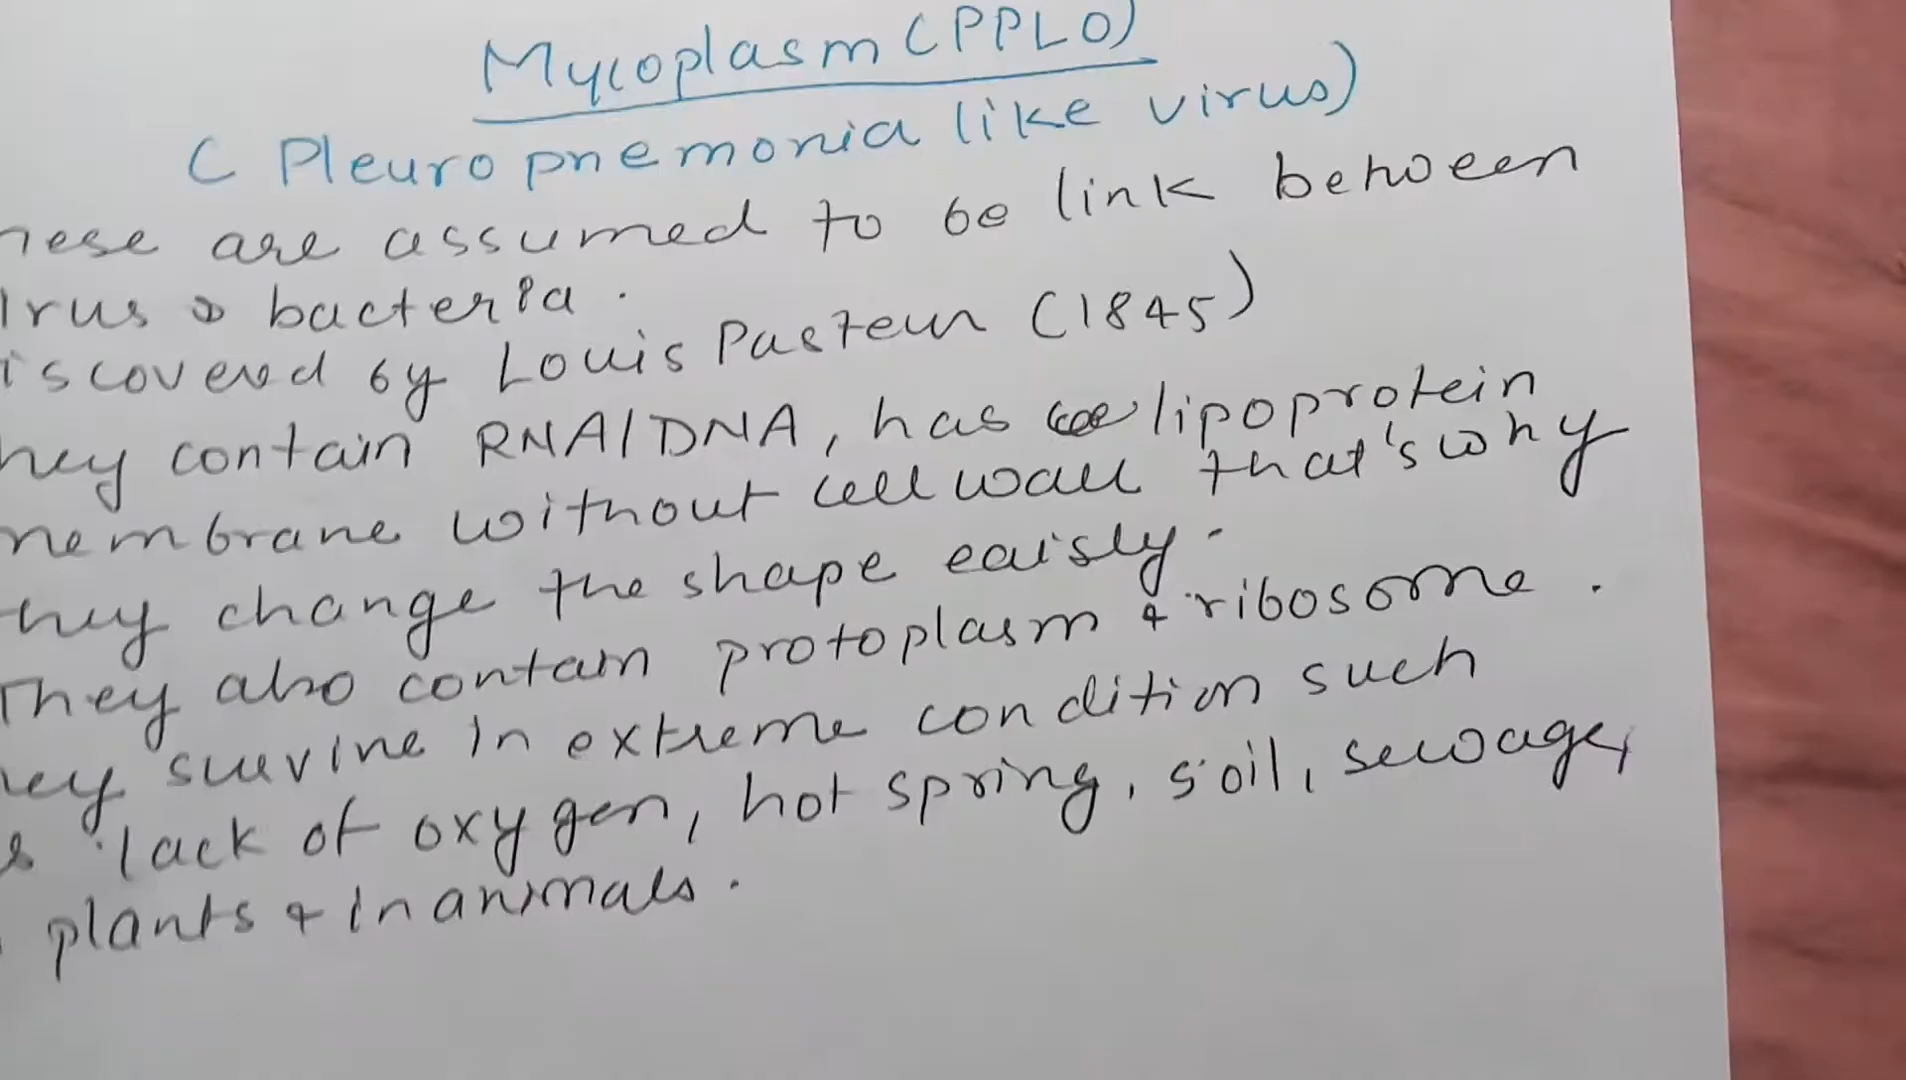 Mycoplasm (PPLO)
( Pleuropnemonia like virus)
hese are assumed to be link between
irus & bacteria.
iscovered by Louis Pasteur (1845)
hey contain RNA/DNA, has lipoprotein
membrane without cell wall that's why
they change the shape eaisly.
They also contain protoplasm & ribosome.
hey survive in extreme condition such
s lack of oxygen, hot spring, soil, sewage,
plants & in animals.